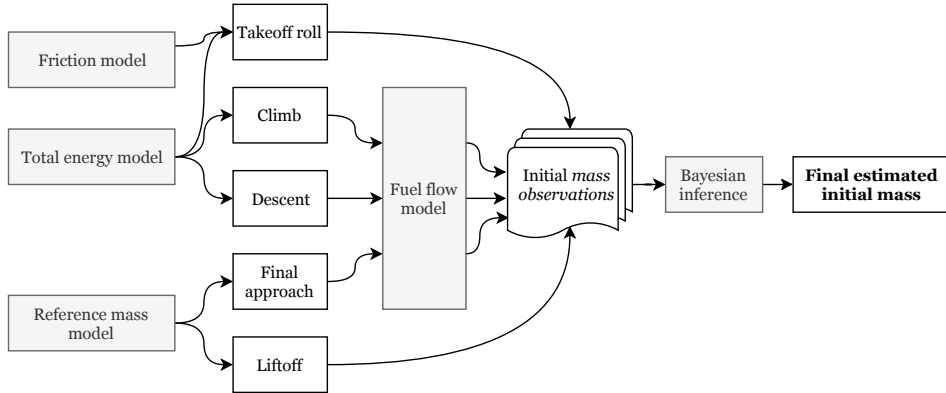 Friction model
Total energy model
Reference mass
model
Takeoff roll
Climb
Descent
Final
approach
Liftoff
Fuel flow
model
Initial mass
observations
Bayesian
inference
Final estimated
initial mass